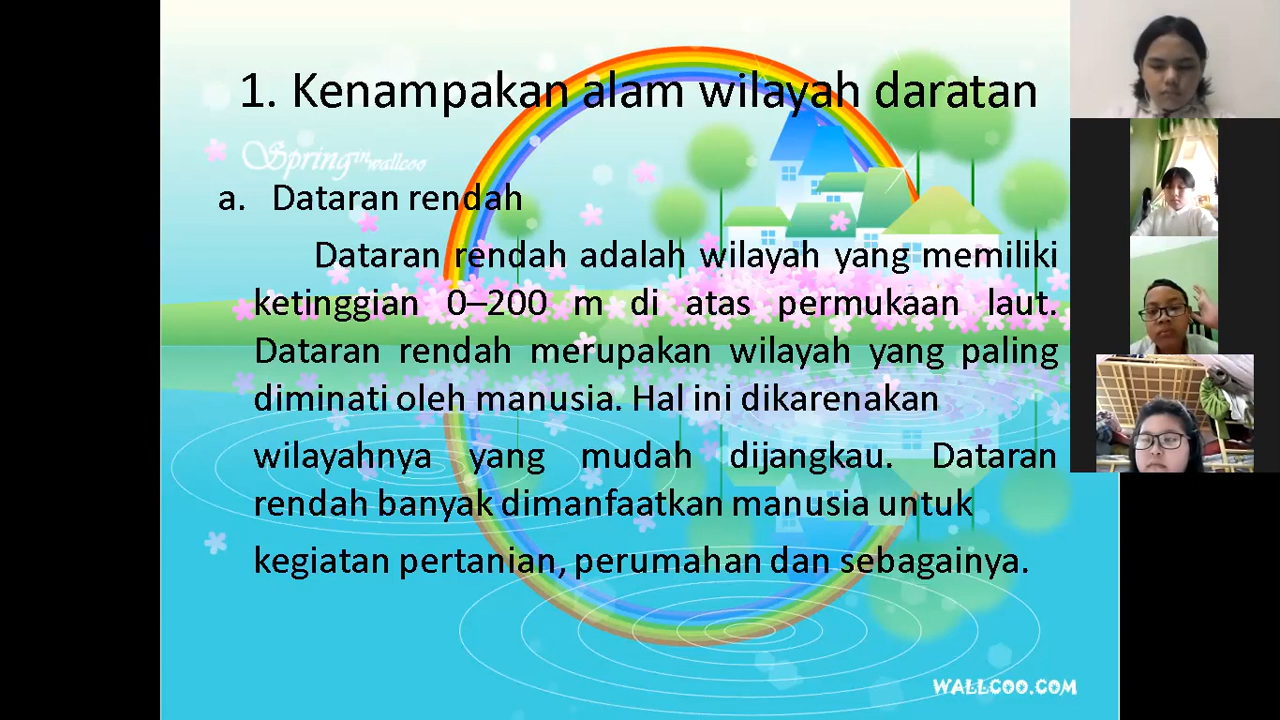 1. Kenampakan alam wilayah daratan
Spring in wallcoo
a. Dataran rendah
Dataran rendah adalah wilayah yang memiliki
ketinggian 0–200 m di atas permukaan laut.
Dataran rendah merupakan wilayah yang paling
diminati oleh manusia. Hal ini dikarenakan
wilayahnya yang mudah dijangkau. Dataran
rendah banyak dimanfaatkan manusia untuk
kegiatan pertanian, perumahan dan sebagainya.
WALLCOO.COM